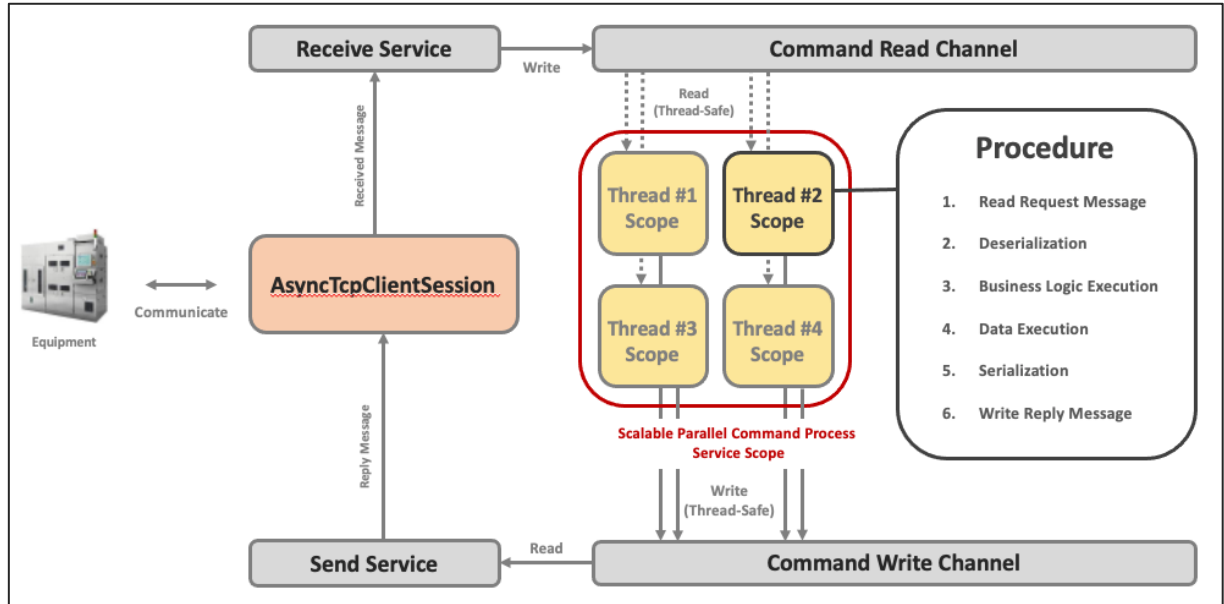 Receive Service
Write
Command Read Channel
Read
(Thread-Safe)
Received Message
Thread #1
Scope
Thread #2
Scope
Procedure
1. Read Request Message
2. Deserialization
3. Business Logic Execution
4. Data Execution
5. Serialization
6. Write Reply Message
AsyncTcpClientSession
Communicate
Equipment
Thread #3
Scope
Thread #4
Scope
Scalable Parallel Command Process
Service Scope
Reply Message
Write
(Thread-Safe)
Send Service
Read
Command Write Channel